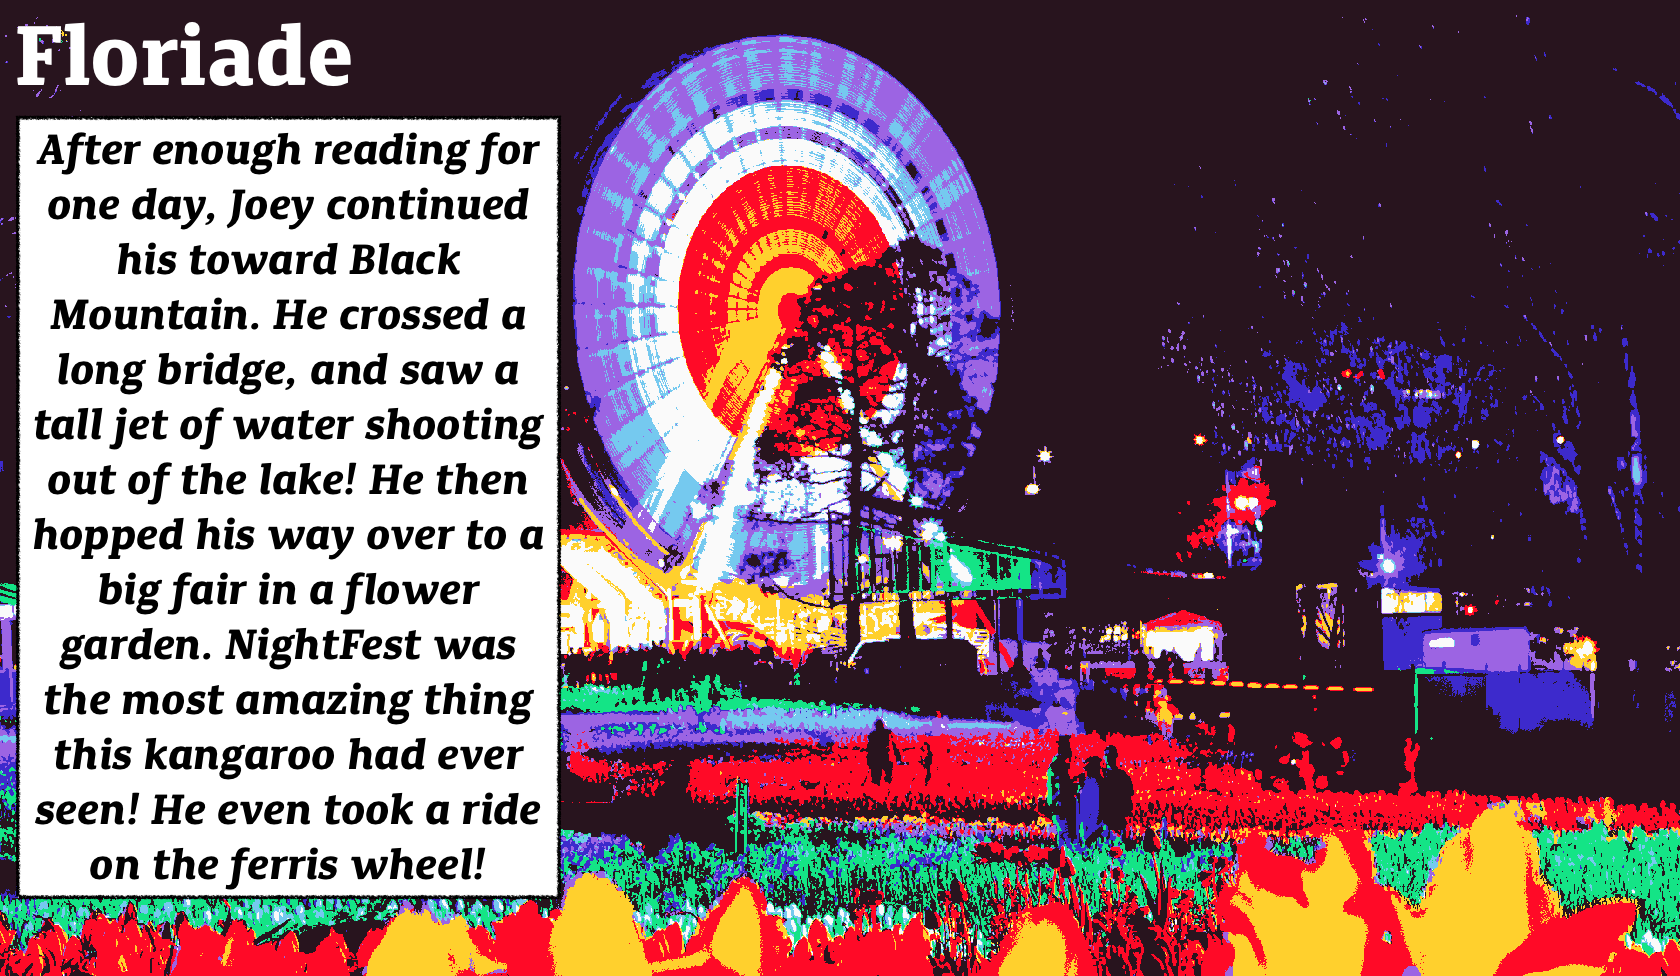 Floriade
After enough reading for
one day, Joey continued
his toward Black
Mountain. He crossed a
long bridge, and saw a
tall jet of water shooting
out of the lake! He then
hopped his way over to a
big fair in a flower
garden. NightFest was
the most amazing thing
this kangaroo had ever
seen! He even took a ride
on the ferris wheel!